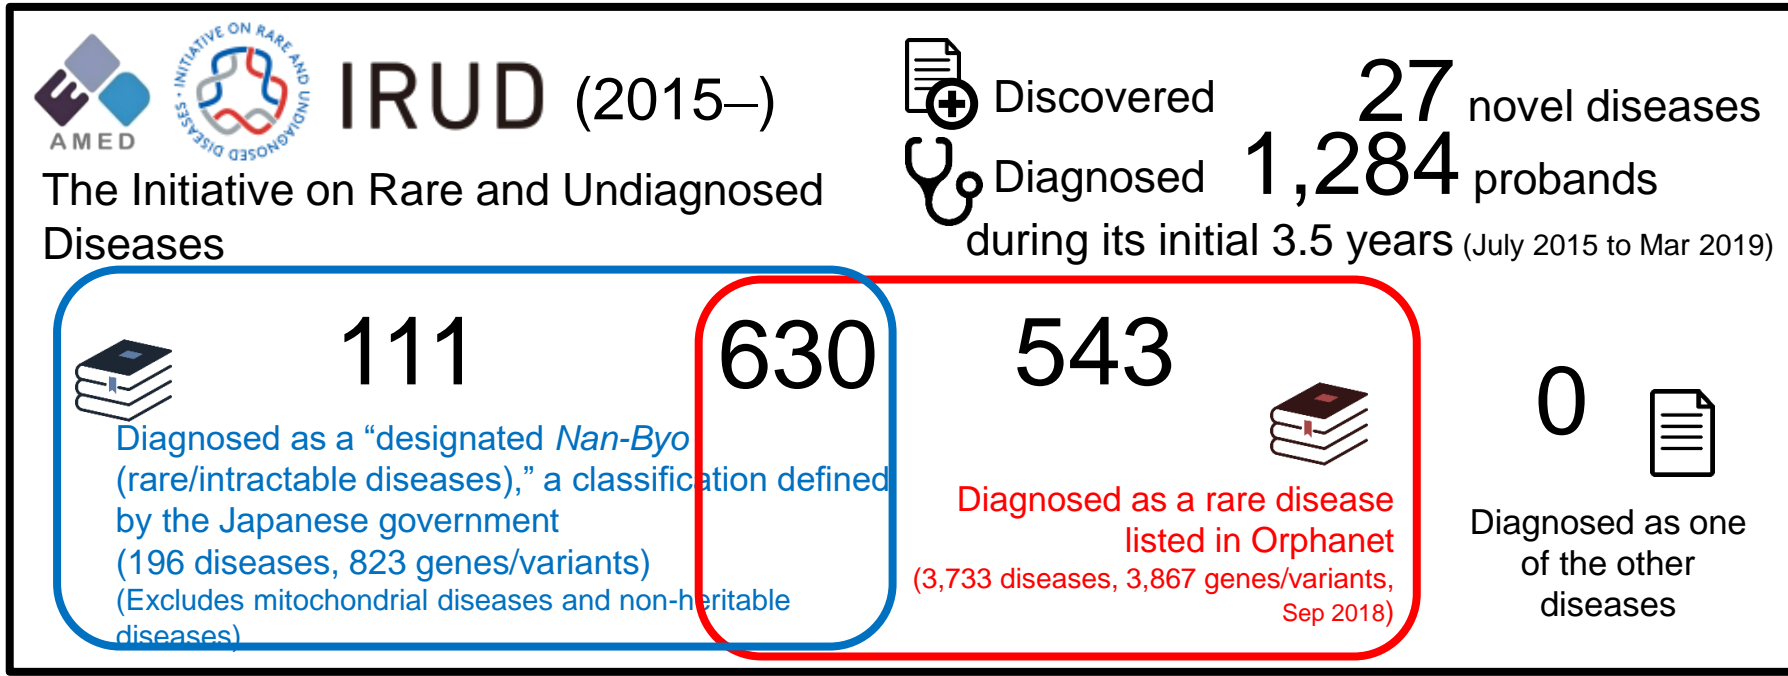 AMED
INITIATIVE ON RARE AND UNDIAGNOSED DISEASES
IRUD (2015–)
The Initiative on Rare and Undiagnosed
Diseases
Discovered 27 novel diseases
Diagnosed 1,284 probands
during its initial 3.5 years (July 2015 to Mar 2019)
111
Diagnosed as a “designated Nan-Byo
(rare/intractable diseases),” a classification defined
by the Japanese government
(196 diseases, 823 genes/variants)
(Excludes mitochondrial diseases and non-heritable
diseases)
630
543
Diagnosed as a rare disease
listed in Orphanet
(3,733 diseases, 3,867 genes/variants,
Sep 2018)
0
Diagnosed as one
of the other
diseases